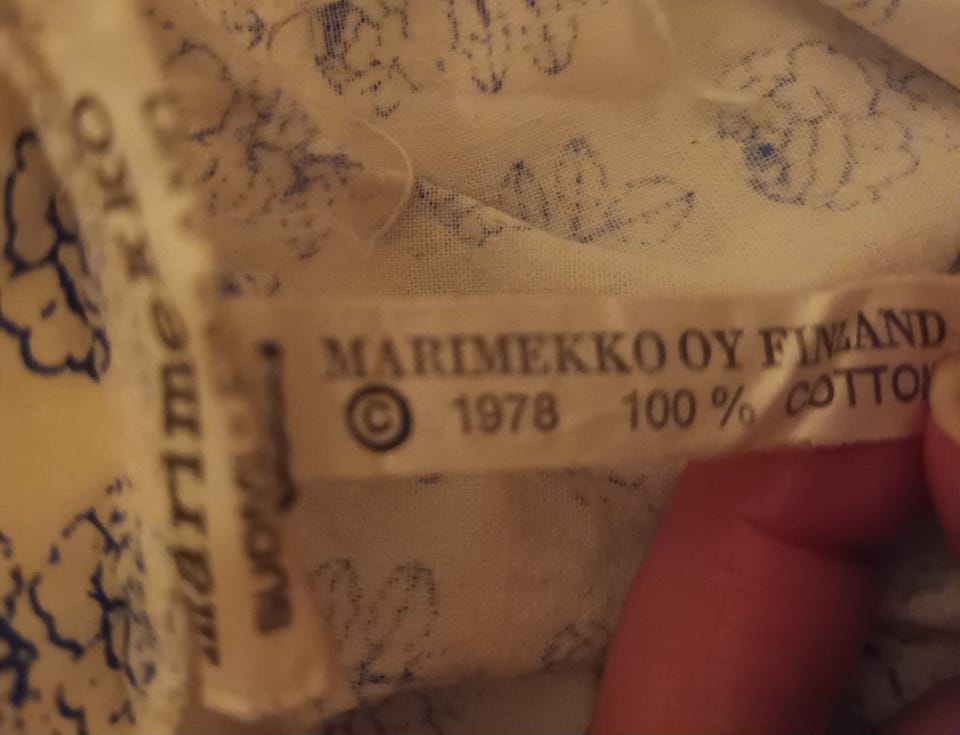 marimekko
MARIMEKKO OY FINLAND
© 1978 100 % COTTON